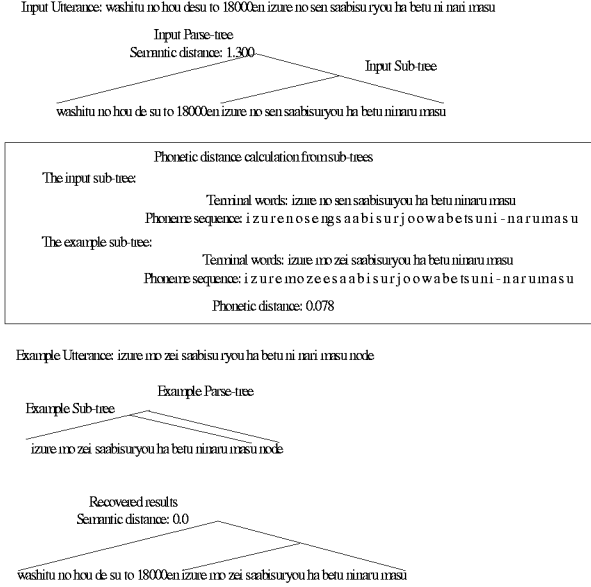 Input Utterance: washitu no hou desu to 18000en izure no sen saabisu ryou ha betu ni nari masu
Input Parse-tree
Semantic distance: 1.300
Input Sub-tree
washitu no hou de su to 18000en izure no sen saabisuryou ha betu ninaru masu
Phonetic distance calculation from sub-trees
The input sub-tree:
Terminal words: izure no sen saabisuryou ha betu ninaru masu
Phoneme sequence: i z u r e n o s e ng s a a b i s u r j o o w a b e ts u n i - n a r u m a s u
The example sub-tree:
Terminal words: izure mo zei saabisuryou ha betu ninaru masu
Phoneme sequence: i z u r e m o z e e s a a b i s u r j o o w a b e ts u n i - n a r u m a s u
Phonetic distance: 0.078
Example Utterance: izure mo zei saabisu ryou ha betu ni nari masu node
Example Parse-tree
Example Sub-tree
izure mo zei saabisuryou ha betu ninaru masu node
Recovered results
Semantic distance: 0.0
washitu no hou de su to 18000en izure mo zei saabisuryou ha betu ninaru masu